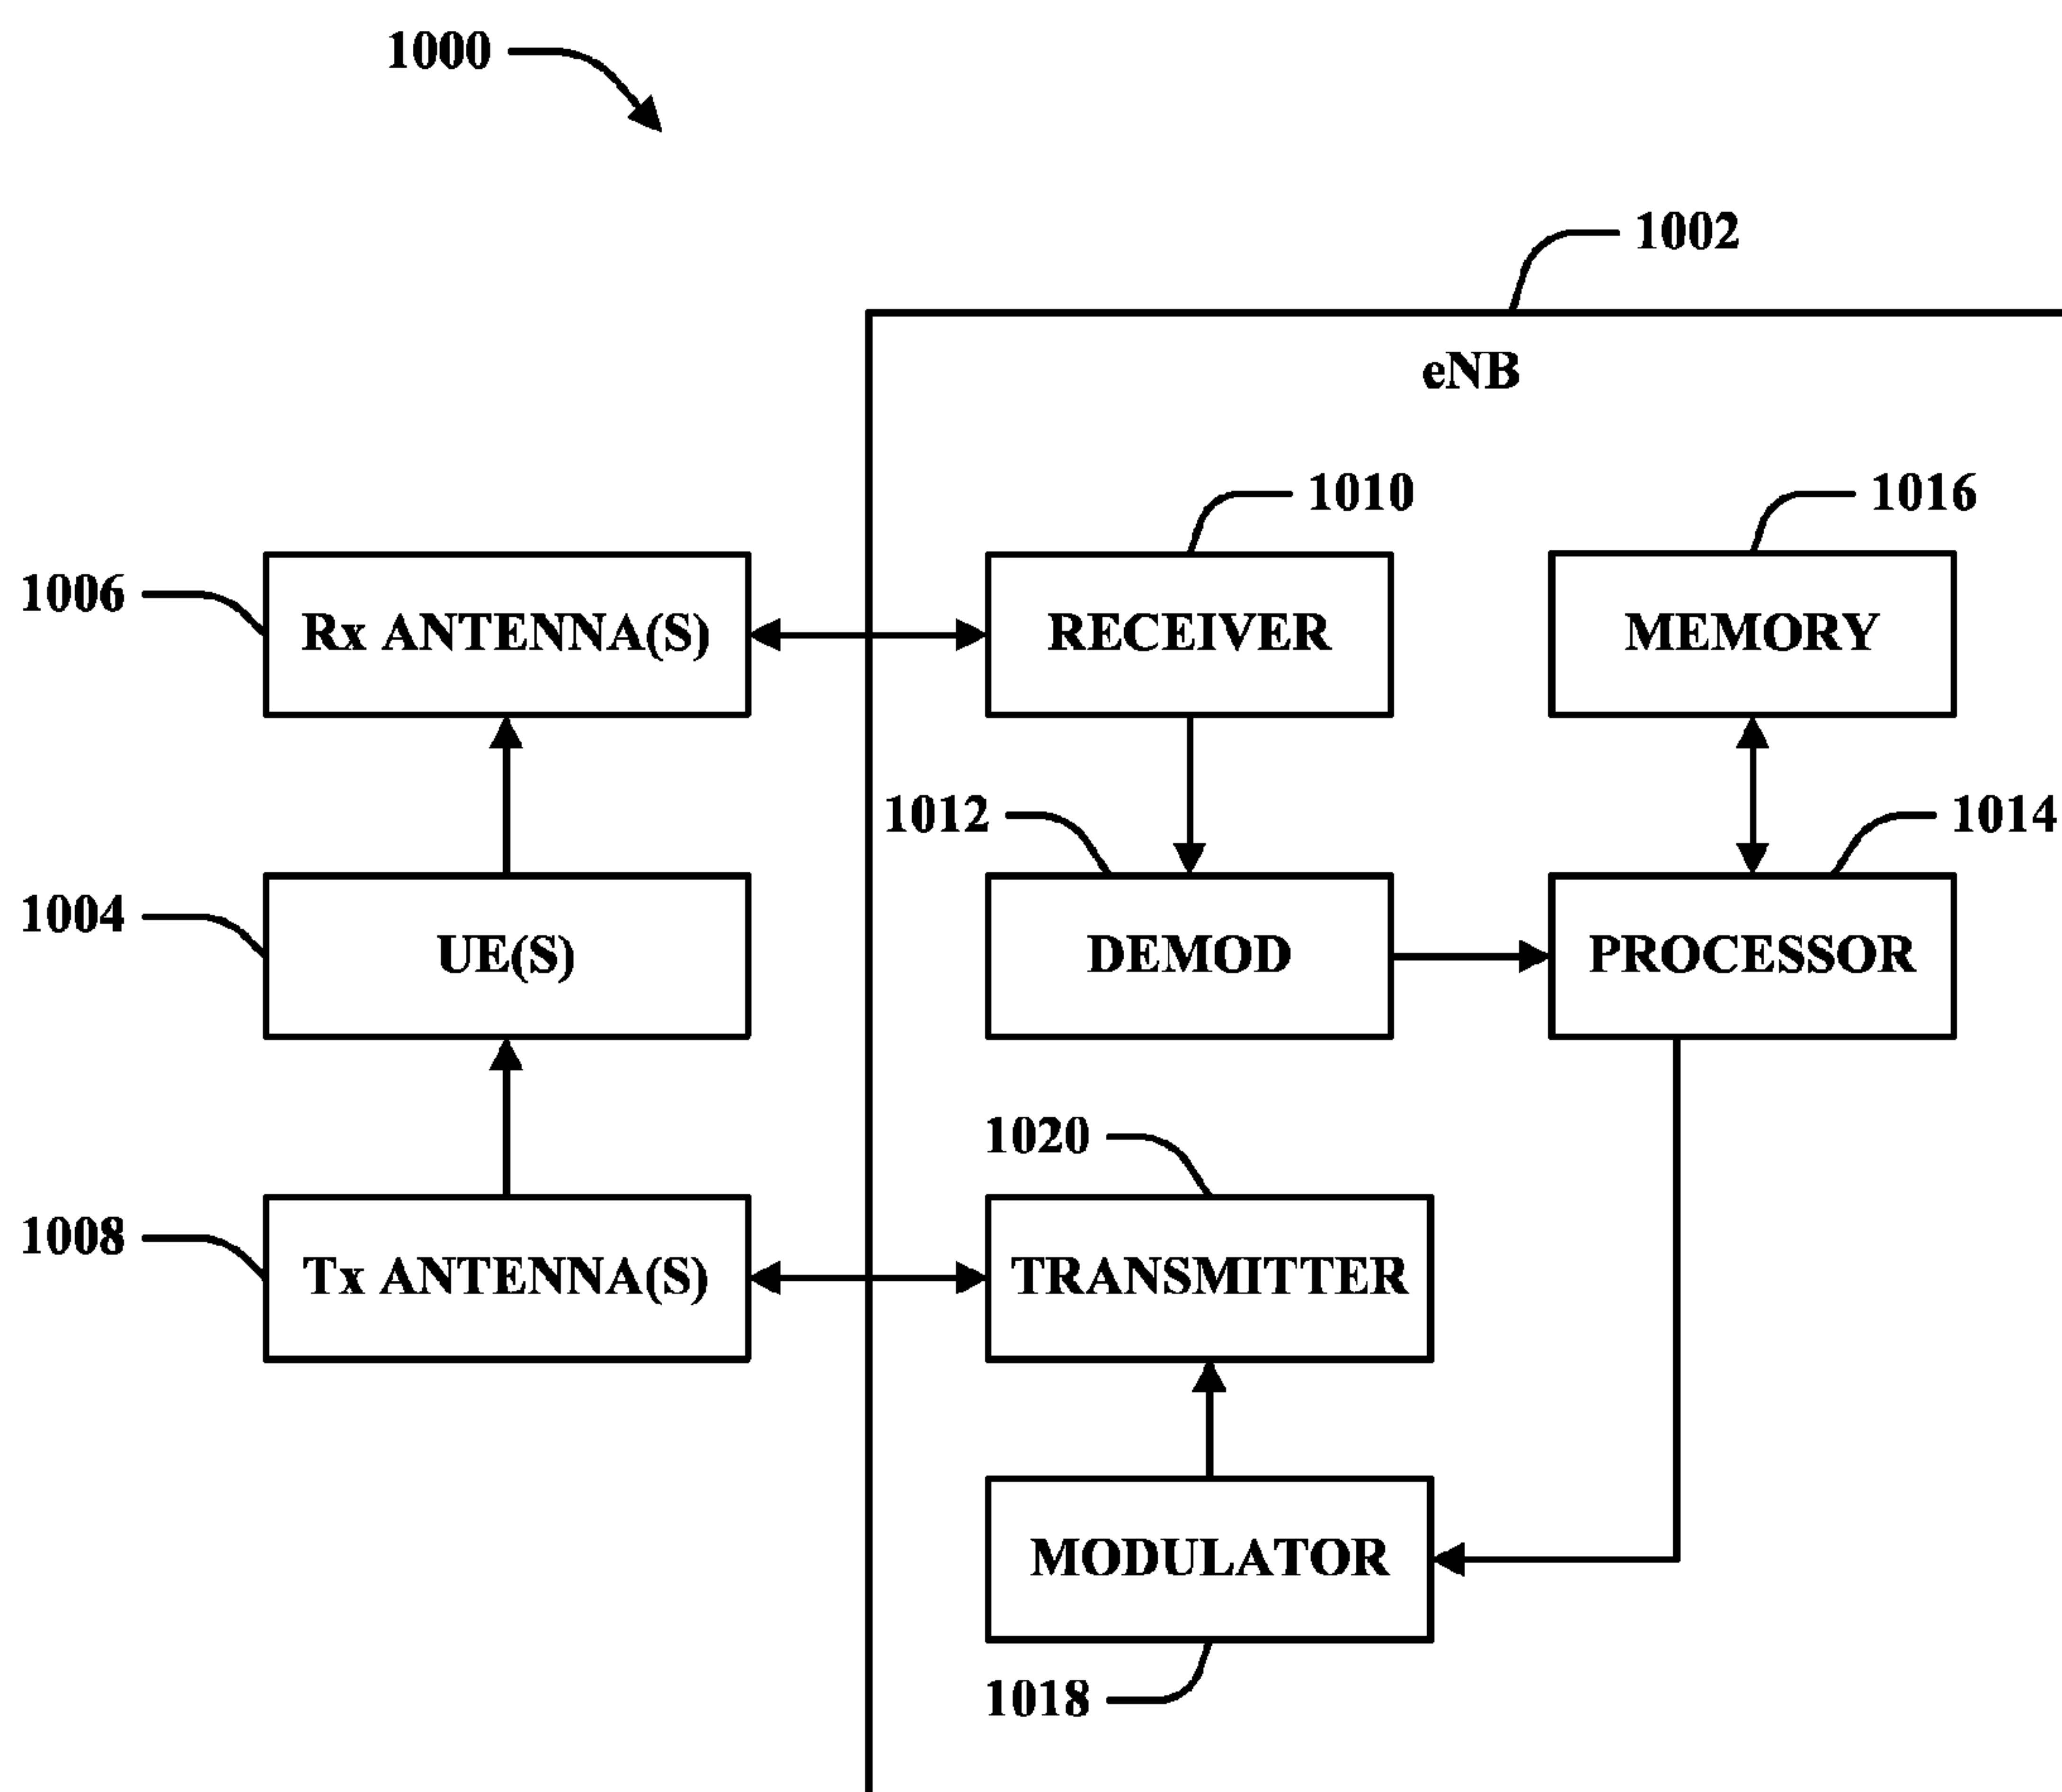 1000
1002
eNB
1010
1016
1006
Rx ANTENNA(S)
RECEIVER
MEMORY
1012
1014
1004
UE(S)
DEMOD
PROCESSOR
1020
1008
Tx ANTENNA(S)
TRANSMITTER
MODULATOR
1018